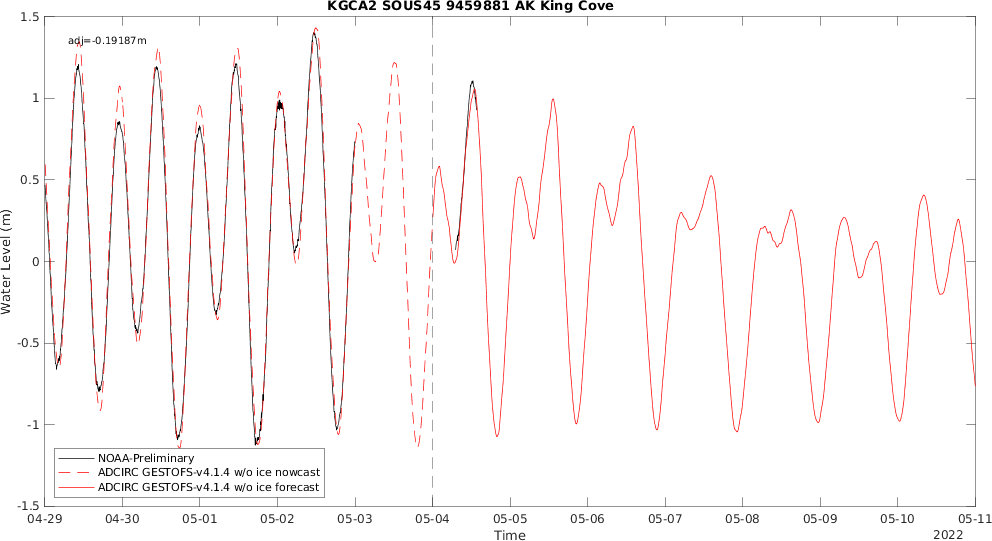 KGCA2 SOUS45 9459881 AK King Cove
adj=-0.19187m
Water Level (m)
1.5
1
0.5
0
-0.5
-1
-1.5
NOAA-Preliminary
ADCIRC GESTOFS-v4.1.4 w/o ice nowcast
ADCIRC GESTOFS-v4.1.4 w/o ice forecast
04-29 04-30 05-01 05-02 05-03 05-04 05-05 05-06 05-07 05-08 05-09 05-10 05-11
Time
2022